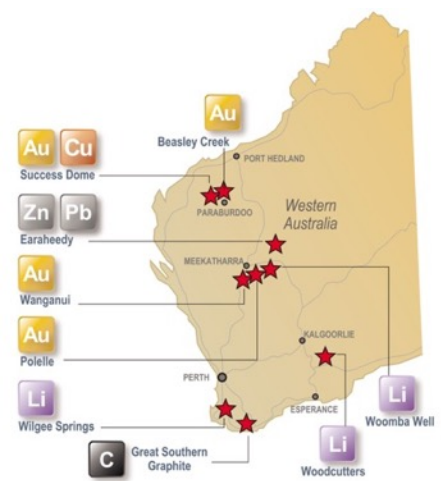 Au
Beasley Creek
Au Cu
Success Dome
PORT HEDLAND
PARABURDOO
Western
Australia
Zn Pb
Earaheedy
MEEKATHARRA
Au
Wanganui
Au
Polelle
KALGOORLIE
PERTH
ESPERANCE
Li
Wilgee Springs
Li
Woomba Well
C
Great Southern
Graphite
Li
Woodcutters